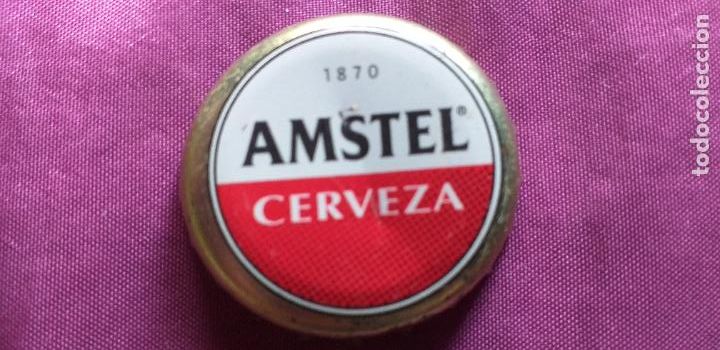 1870
AMSTEL®
CERVEZA
todocoleccion